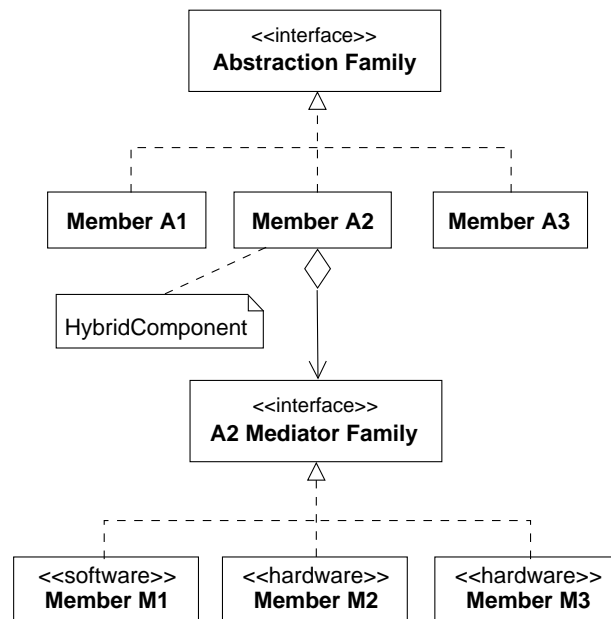 <<interface>>
Abstraction Family
Member A1
Member A2
Member A3
HybridComponent
<<interface>>
A2 Mediator Family
<<software>>
Member M1
<<hardware>>
Member M2
<<hardware>>
Member M3